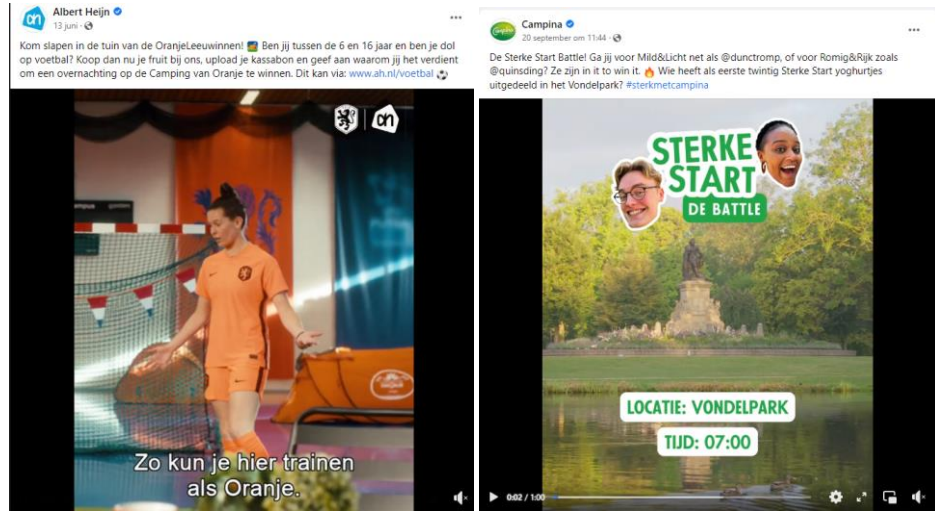 Albert Heijn
13 juni ·
Kom slapen in de tuin van de OranjeLeeuwinnen! Ben jij tussen de 6 en 16 jaar en ben je dol
op voetbal? Koop dan nu je fruit bij ons, upload je kassabon en geef aan waarom jij het verdient
om een overnachting op de Camping van Oranje te winnen. Dit kan via: www.ah.nl/voetbal
Zo kun je hier trainen
als Oranje.
Campina
20 september om 11:44 ·
De Sterke Start Battle! Ga jij voor Mild&Licht net als @dunctromp, of voor Romig&Rijk zoals
@quinsding? Ze zijn in it to win it. Wie heeft als eerste twintig Sterke Start yoghurtjes
uitgedeeld in het Vondelpark? #sterkmetcampina
STERKE
START
DE BATTLE
LOCATIE: VONDELPARK
TIJD: 07:00
0:02 / 1:00